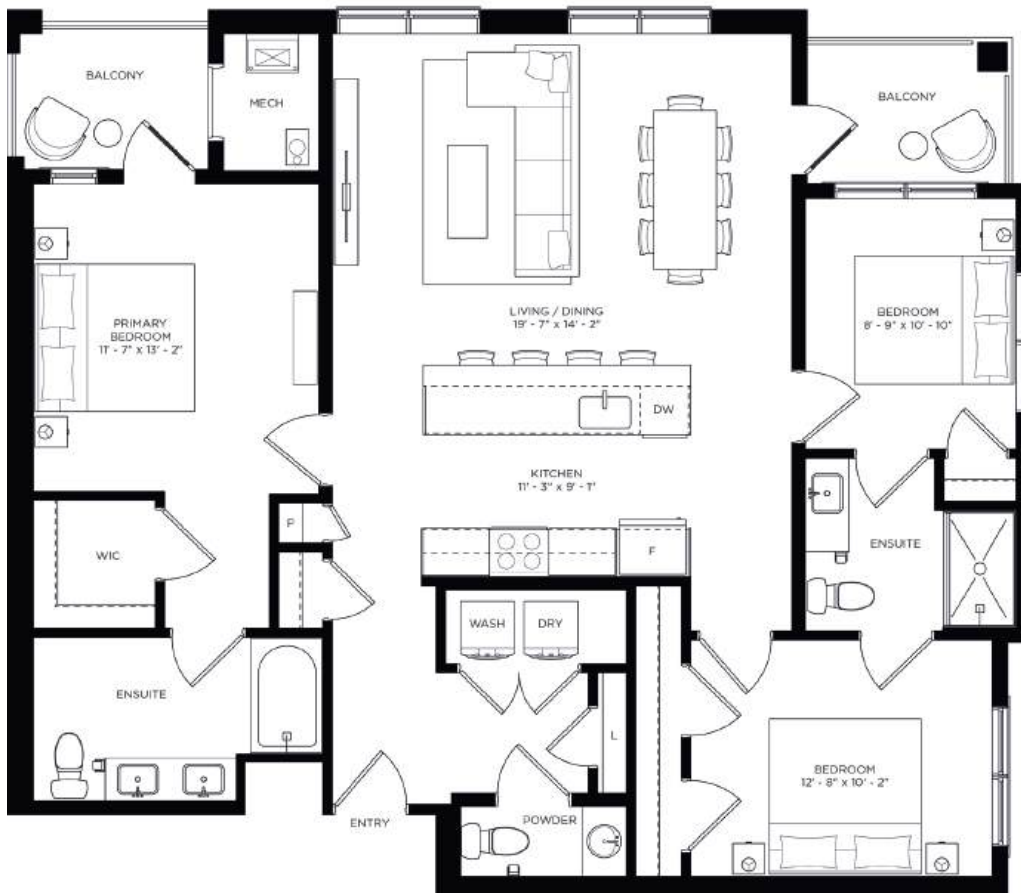 BALCONY
MECH
BALCONY
PRIMARY
BEDROOM
11' - 7" x 13' - 2"
LIVING / DINING
19' - 7" x 14' - 2"
BEDROOM
8' - 9" x 10' - 10"
DW
KITCHEN
11' - 3" x 9' - 1"
P
F
WIC
ENSUITE
WASH
DRY
ENSUITE
L
BEDROOM
12' - 8" x 10' - 2"
ENTRY
POWDER